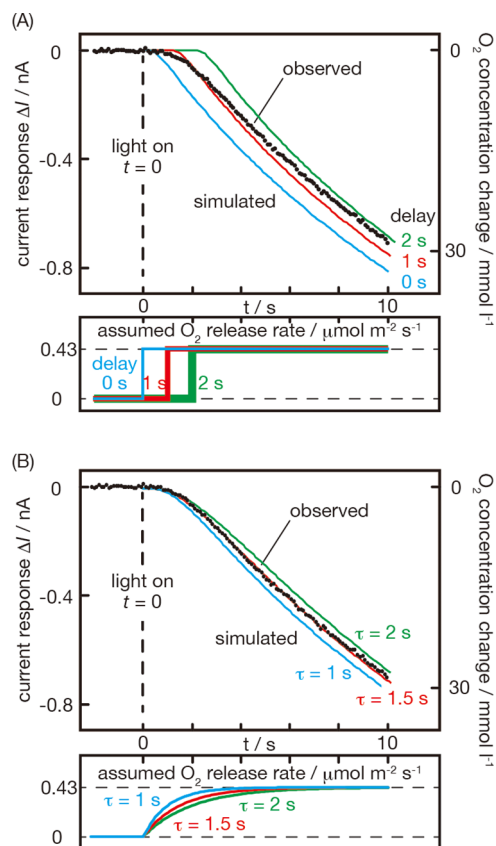 (A)
current response ΔI / nA
O₂ concentration change / mmol l⁻¹
0
0
observed
light on
t = 0
-0.4
simulated
delay
2 s
30
1 s
-0.8
0 s
0
t / s
10
assumed O₂ release rate / μmol m⁻² s⁻¹
0.43
delay
0 s
1 s
2 s
0
(B)
current response ΔI / nA
O₂ concentration change / mmol l⁻¹
0
0
observed
light on
t = 0
-0.4
simulated
τ = 2 s
τ = 1 s
τ = 1.5 s
30
-0.8
0
t / s
10
assumed O₂ release rate / μmol m⁻² s⁻¹
0.43
τ = 1 s
τ = 2 s
τ = 1.5 s
0